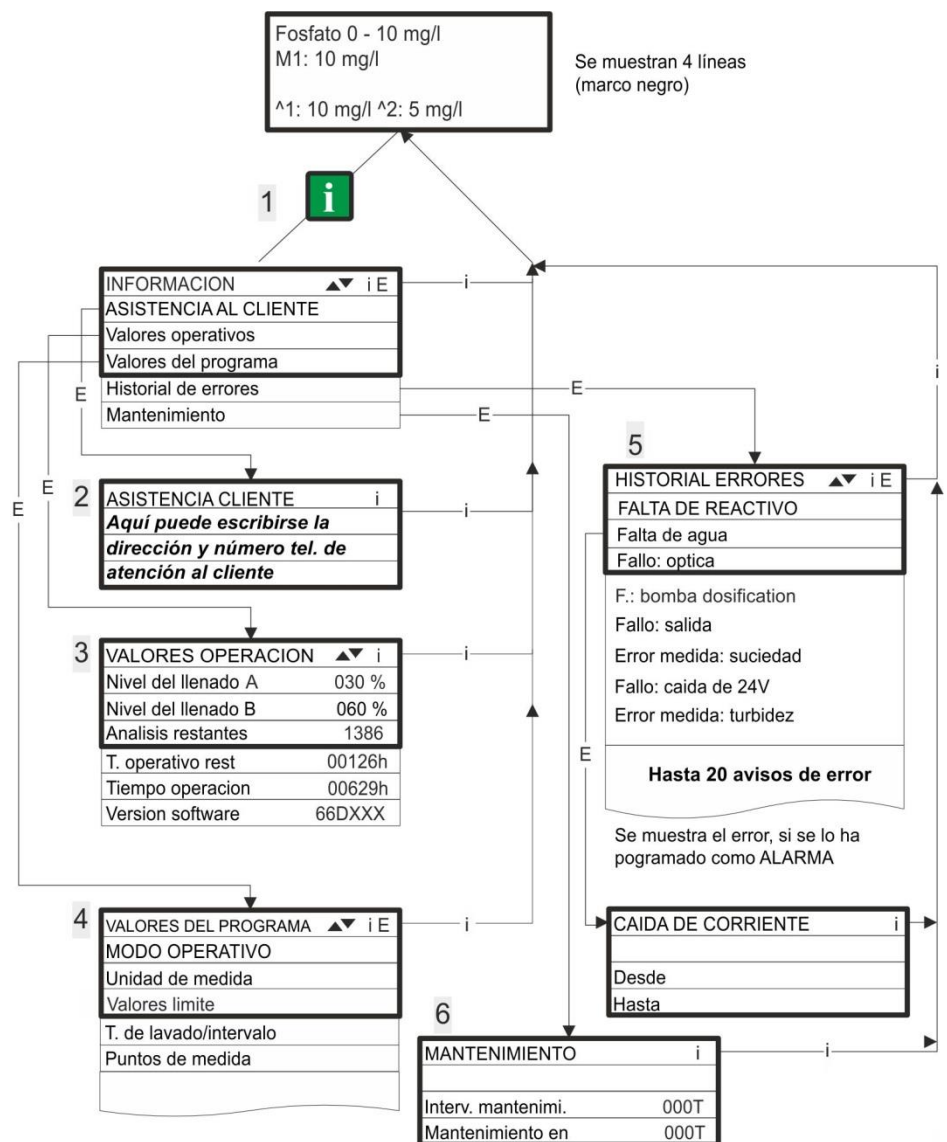 Fosfato 0 - 10 mg/l
M1: 10 mg/l
^1: 10 mg/l ^2: 5 mg/l
Se muestran 4 líneas
(marco negro)
1
i
INFORMACION ▲▼ i E
ASISTENCIA AL CLIENTE
Valores operativos
Valores del programa
Historial de errores
Mantenimiento
i
E
E
E
E
E
i
2
ASISTENCIA CLIENTE i
Aquí puede escribirse la
dirección y número tel. de
atención al cliente
i
3
VALORES OPERACION ▲▼ i
Nivel del llenado A 030 %
Nivel del llenado B 060 %
Analisis restantes 1386
T. operativo rest 00126h
Tiempo operacion 00629h
Version software 66DXXX
i
4
VALORES DEL PROGRAMA ▲▼ i E
MODO OPERATIVO
Unidad de medida
Valores limite
T. de lavado/intervalo
Puntos de medida
i
5
HISTORIAL ERRORES ▲▼ i E
FALTA DE REACTIVO
Falta de agua
Fallo: optica
F.: bomba dosification
Fallo: salida
Error medida: suciedad
Fallo: caida de 24V
Error medida: turbidez
E
Hasta 20 avisos de error
Se muestra el error, si se lo ha
pogramado como ALARMA
CAIDA DE CORRIENTE i
Desde
Hasta
6
MANTENIMIENTO i
Interv. mantenimi. 000T
Mantenimiento en 000T
i